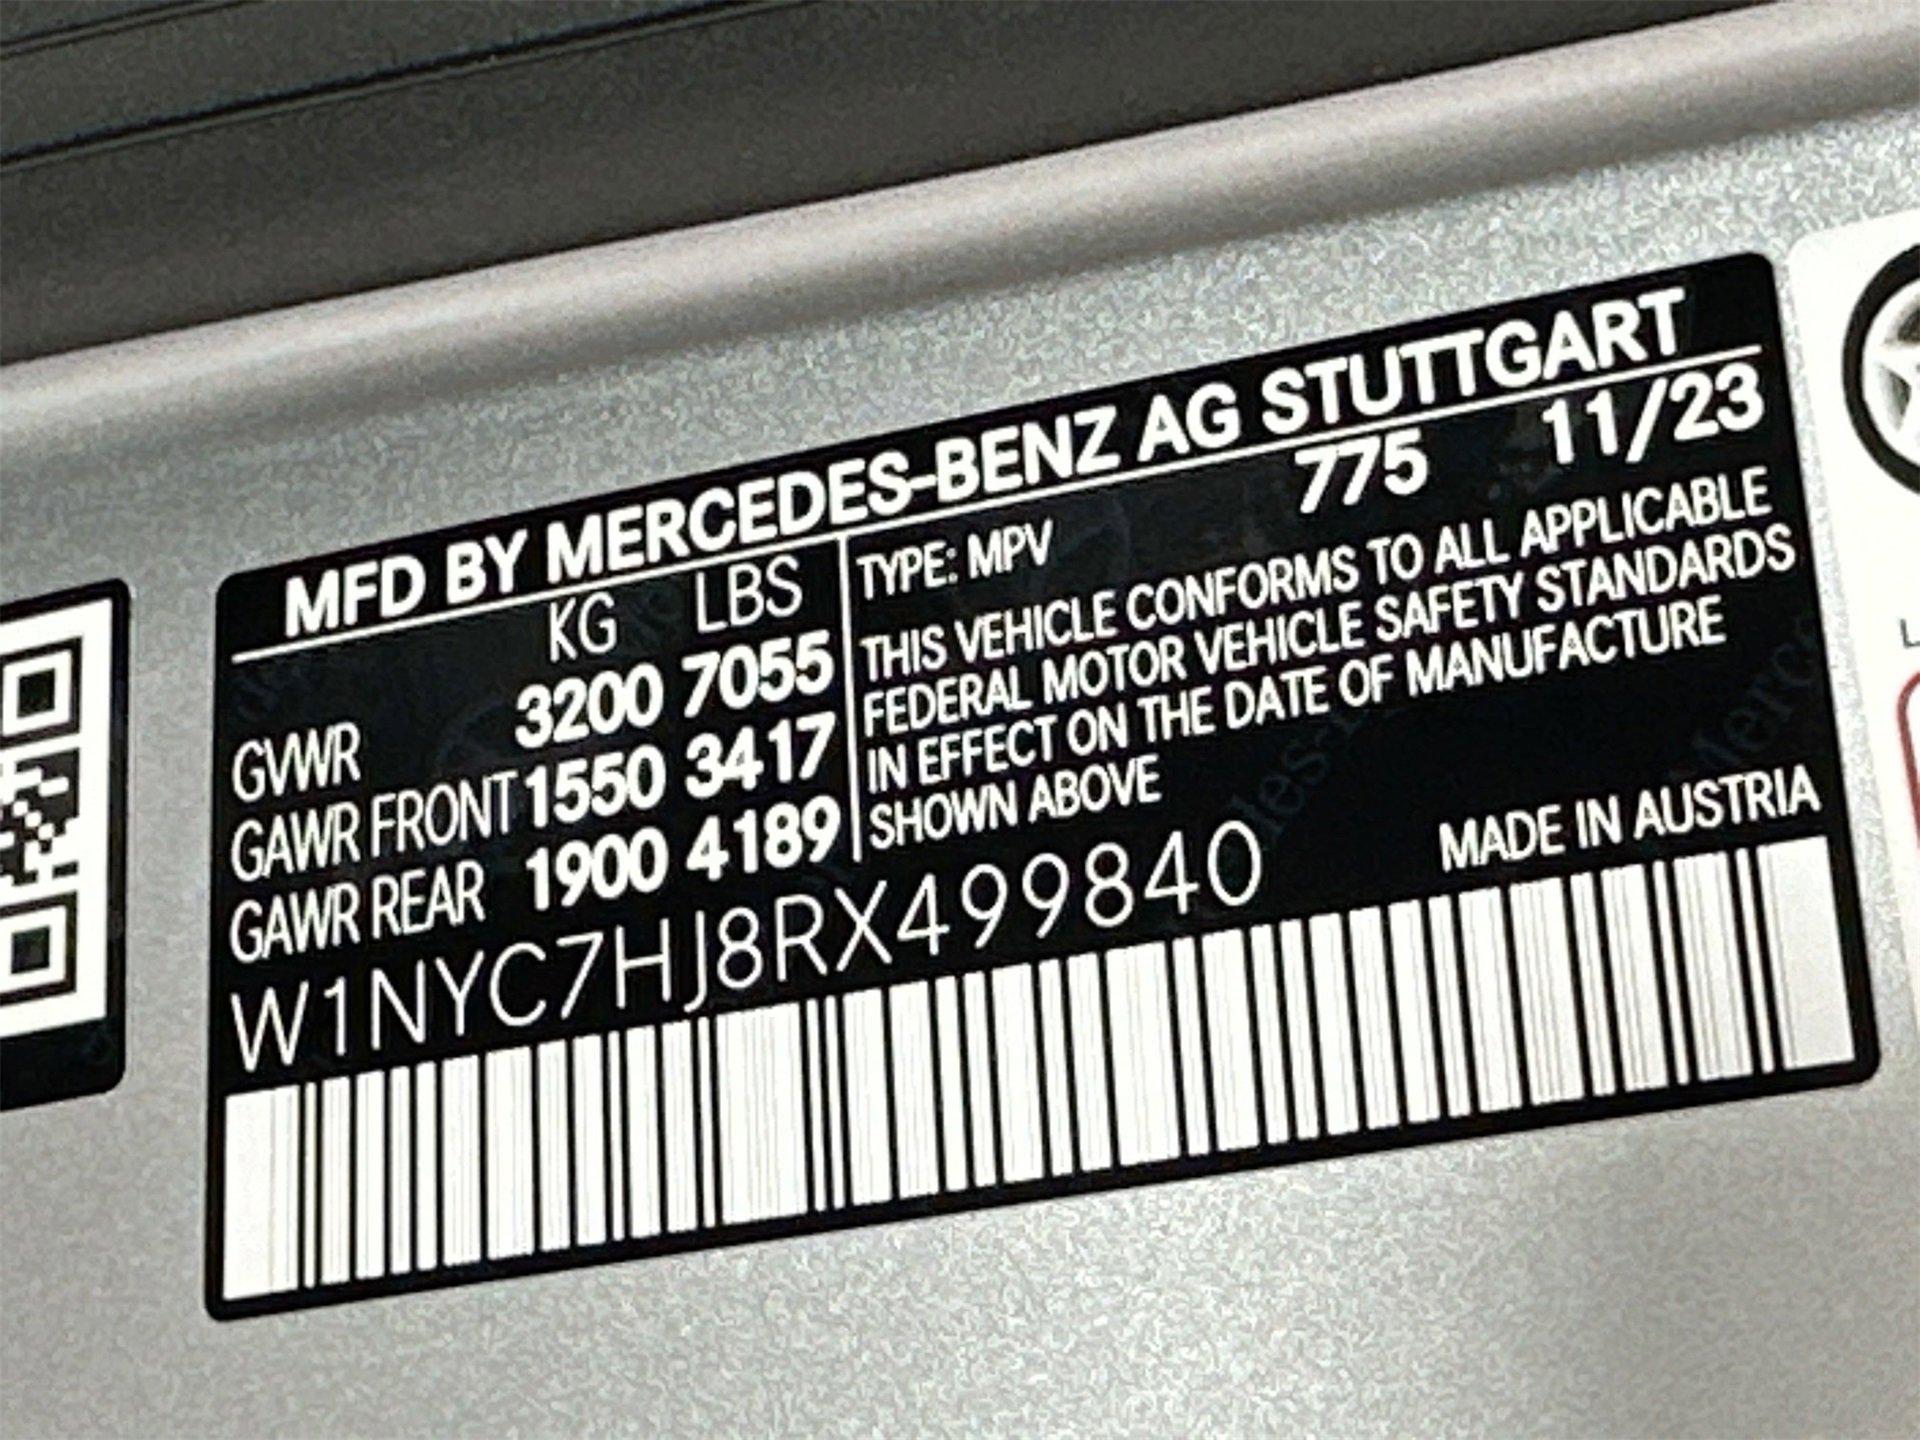 MFD BY MERCEDES-BENZ AG STUTTGART
KG LBS
GVWR 3200 7055
GAWR FRONT 1550 3417
GAWR REAR 1900 4189
TYPE: MPV 775 11/23
THIS VEHICLE CONFORMS TO ALL APPLICABLE
FEDERAL MOTOR VEHICLE SAFETY STANDARDS
IN EFFECT ON THE DATE OF MANUFACTURE
SHOWN ABOVE
MADE IN AUSTRIA
W1NYC7HJ8RX499840